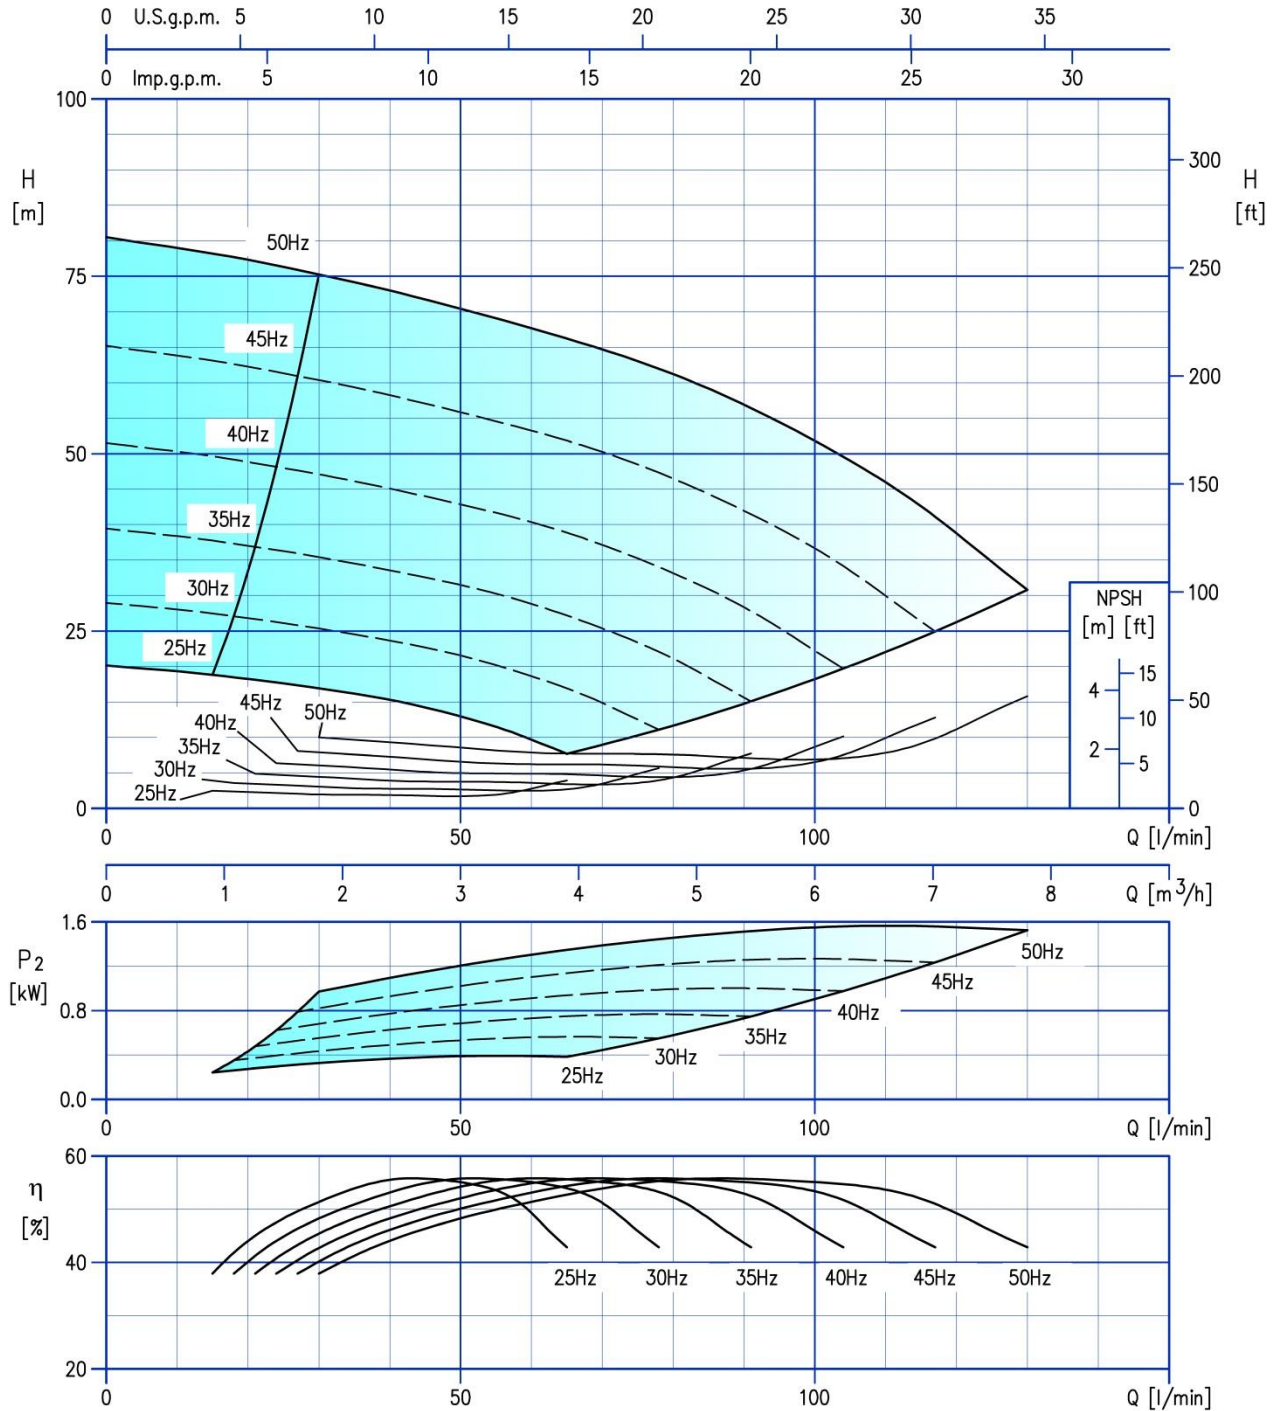 0 U.S.g.p.m. 5 10 15 20 25 30 35
0 Imp.g.p.m. 5 10 15 20 25 30
100
H
[m]
300
H
[ft]
50Hz
75
250
45Hz
200
40Hz
50
150
35Hz
30Hz
100
NPSH
[m] [ft]
25
25Hz
15
4
45Hz
50Hz
50
40Hz
10
35Hz
2
30Hz
5
25Hz
0
0
0 50 100 Q [l/min]
0 1 2 3 4 5 6 7 8 Q [m³/h]
1.6
P2
[kW]
50Hz
45Hz
0.8
40Hz
35Hz
30Hz
25Hz
0.0
0 50 100 Q [l/min]
60
η
[%]
40
25Hz 30Hz 35Hz 40Hz 45Hz 50Hz
20
0 50 100 Q [l/min]